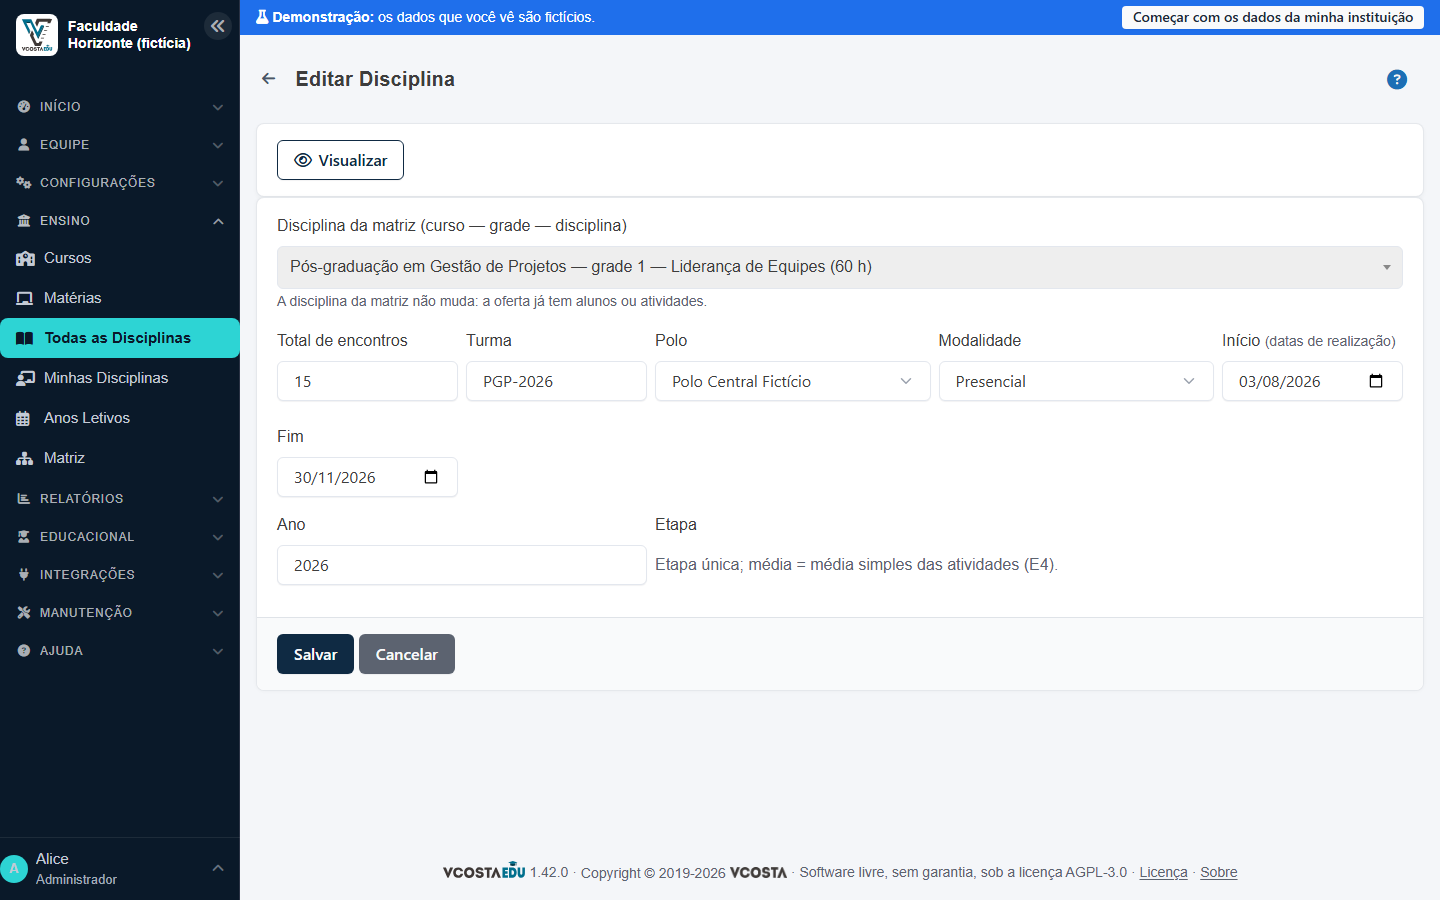 Faculdade
Horizonte (fictícia)
VCOSTAEDU
INÍCIO
EQUIPE
CONFIGURAÇÕES
ENSINO
Cursos
Matérias
Todas as Disciplinas
Minhas Disciplinas
Anos Letivos
Matriz
RELATÓRIOS
EDUCACIONAL
INTEGRAÇÕES
MANUTENÇÃO
AJUDA
A
Alice
Administrador
Demonstração: os dados que você vê são fictícios.
Começar com os dados da minha instituição
Editar Disciplina
?
Visualizar
Disciplina da matriz (curso — grade — disciplina)
Pós-graduação em Gestão de Projetos — grade 1 — Liderança de Equipes (60 h)
A disciplina da matriz não muda: a oferta já tem alunos ou atividades.
Total de encontros Turma Polo Modalidade Início (datas de realização)
15 PGP-2026 Polo Central Fictício Presencial 03/08/2026
Fim
30/11/2026
Ano Etapa
2026 Etapa única; média = média simples das atividades (E4).
Salvar Cancelar
VCOSTAEDU 1.42.0 · Copyright © 2019-2026 VCOSTA · Software livre, sem garantia, sob a licença AGPL-3.0 · Licença · Sobre